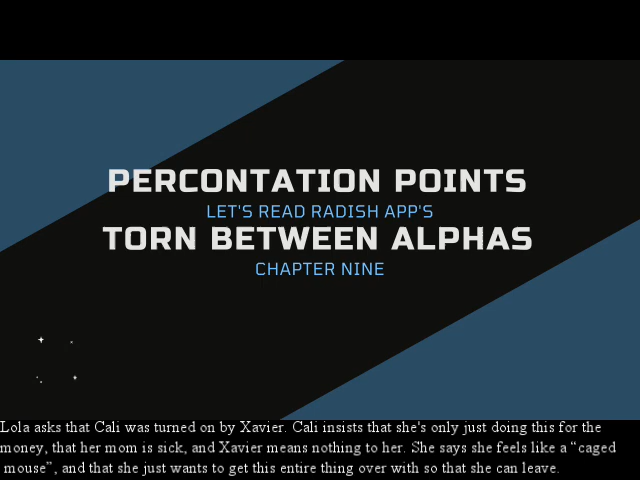 PERCONTATION POINTS
LET'S READ RADISH APP'S
TORN BETWEEN ALPHAS
CHAPTER NINE
Lola asks that Cali was turned on by Xavier. Cali insists that she's only just doing this for the
money, that her mom is sick, and Xavier means nothing to her. She says she feels like a “caged
mouse”, and that she just wants to get this entire thing over with so that she can leave.